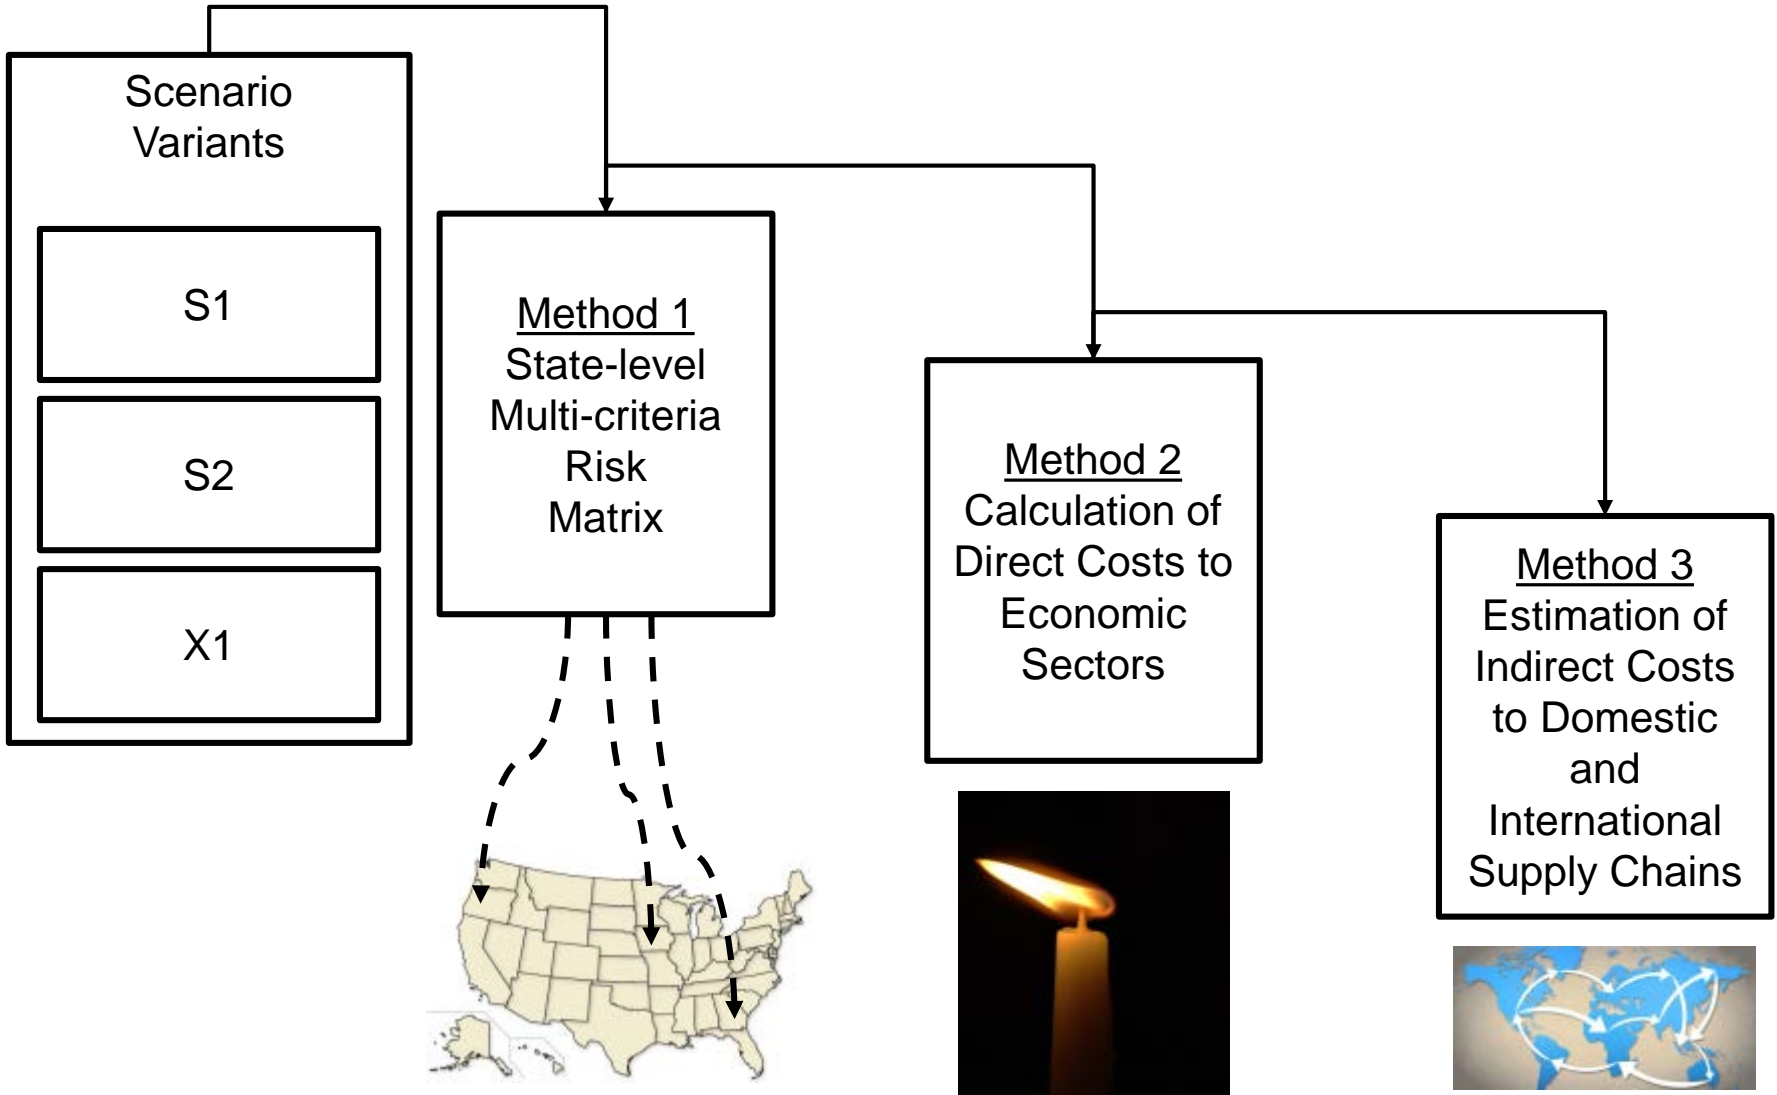 Scenario
Variants
S1
S2
X1
Method 1
State-level
Multi-criteria
Risk
Matrix
Method 2
Calculation of
Direct Costs to
Economic
Sectors
Method 3
Estimation of
Indirect Costs
to Domestic
and
International
Supply Chains